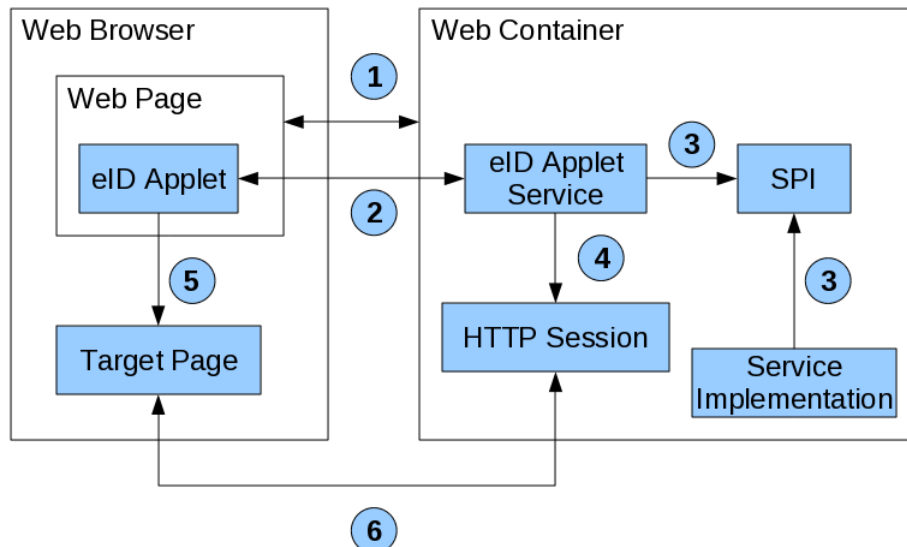 Web Browser
Web Container
Web Page
1
eID Applet
2
eID Applet
Service
3
SPI
5
4
3
Target Page
HTTP Session
Service
Implementation
6